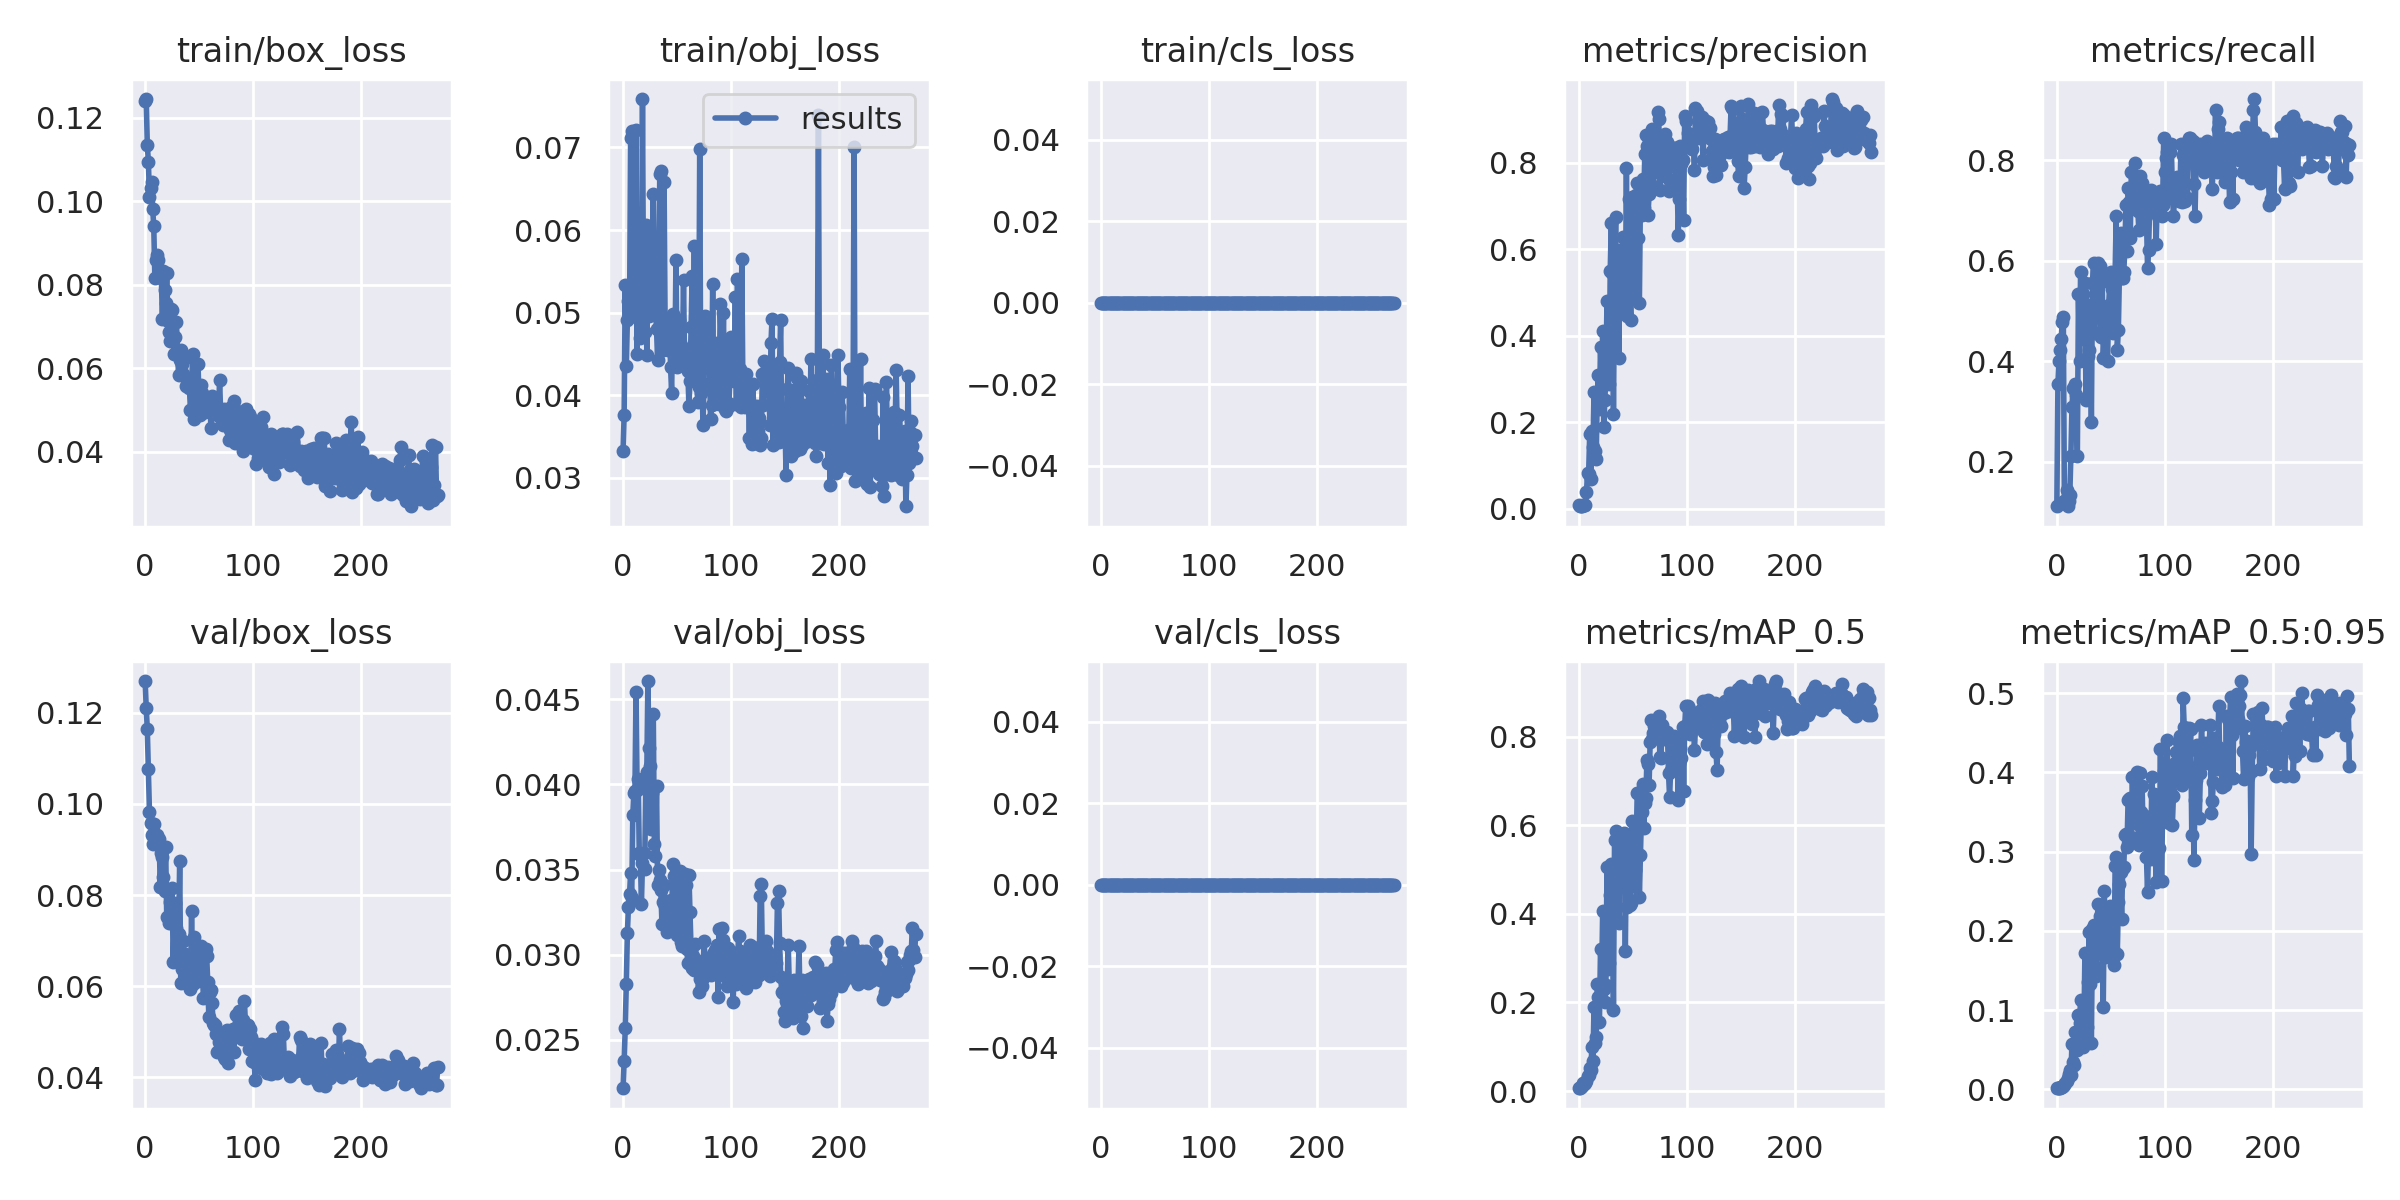 train/box_loss
0.12
0.10
0.08
0.06
0.04
0 100 200
train/obj_loss
results
0.07
0.06
0.05
0.04
0.03
0 100 200
train/cls_loss
0.04
0.02
0.00
−0.02
−0.04
0 100 200
metrics/precision
0.8
0.6
0.4
0.2
0.0
0 100 200
metrics/recall
0.8
0.6
0.4
0.2
0 100 200
val/box_loss
0.12
0.10
0.08
0.06
0.04
0 100 200
val/obj_loss
0.045
0.040
0.035
0.030
0.025
0 100 200
val/cls_loss
0.04
0.02
0.00
−0.02
−0.04
0 100 200
metrics/mAP_0.5
0.8
0.6
0.4
0.2
0.0
0 100 200
metrics/mAP_0.5:0.95
0.5
0.4
0.3
0.2
0.1
0.0
0 100 200